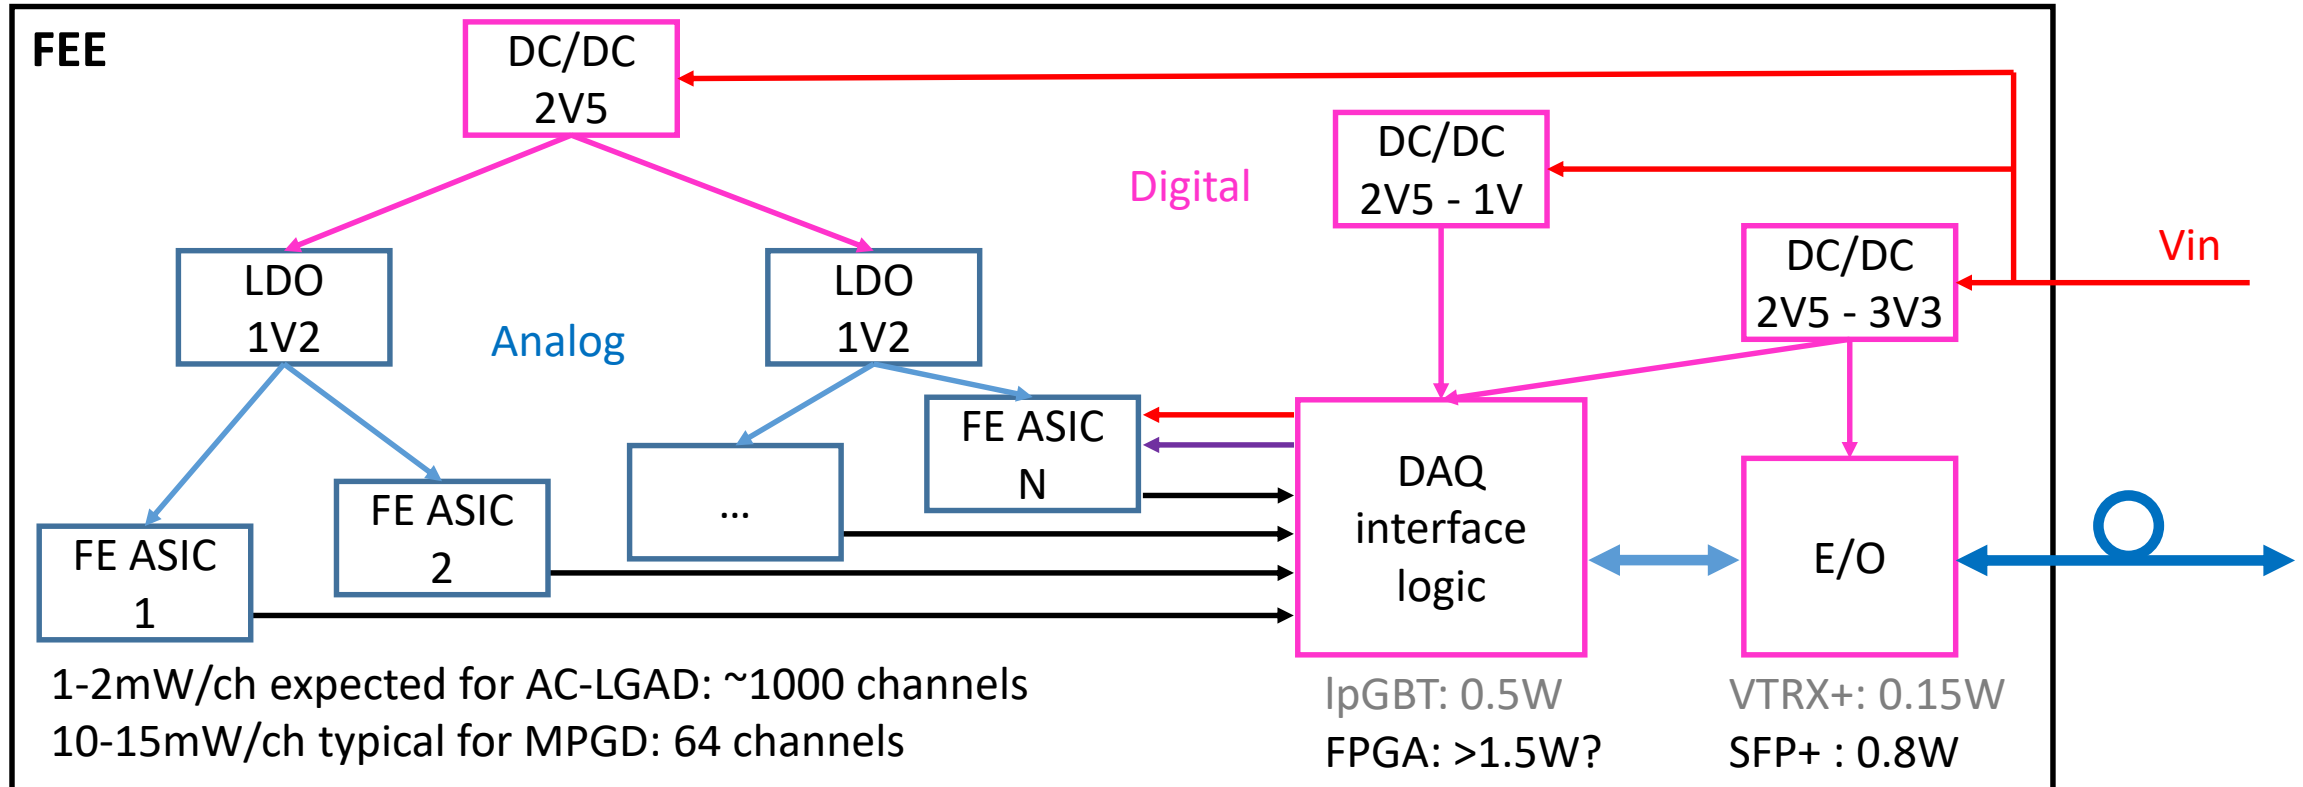 FEE
DC/DC
2V5
DC/DC
2V5 - 1V
Digital
DC/DC
2V5 - 3V3
Vin
LDO
1V2
LDO
1V2
Analog
FE ASIC
1
FE ASIC
2
...
FE ASIC
N
DAQ
interface
logic
E/O
1-2mW/ch expected for AC-LGAD: ~1000 channels
10-15mW/ch typical for MPGD: 64 channels
lpGBT: 0.5W
FPGA: >1.5W?
VTRX+: 0.15W
SFP+ : 0.8W